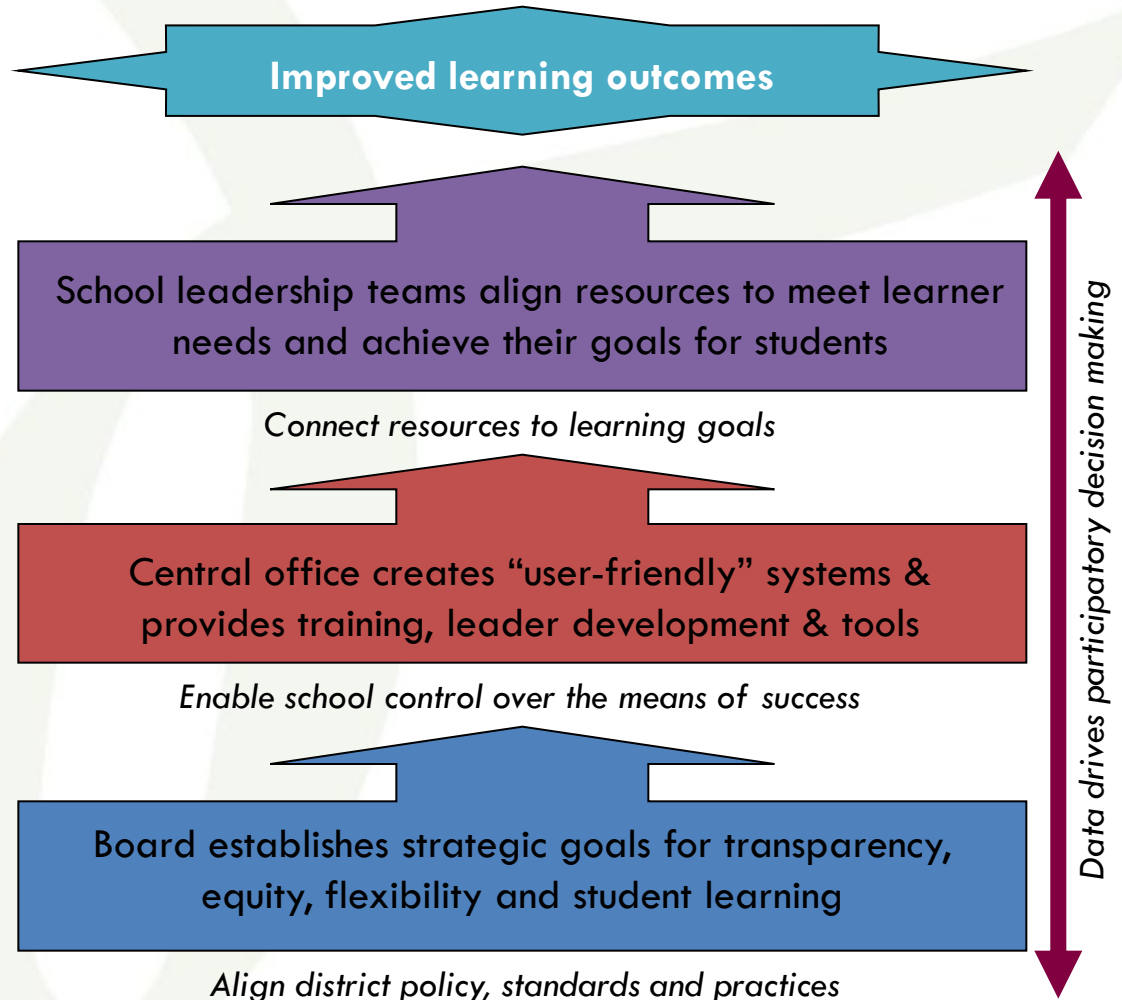 Improved learning outcomes
School leadership teams align resources to meet learner
needs and achieve their goals for students
Connect resources to learning goals
Central office creates “user-friendly” systems &
provides training, leader development & tools
Enable school control over the means of success
Board establishes strategic goals for transparency,
equity, flexibility and student learning
Align district policy, standards and practices
Data drives participatory decision making